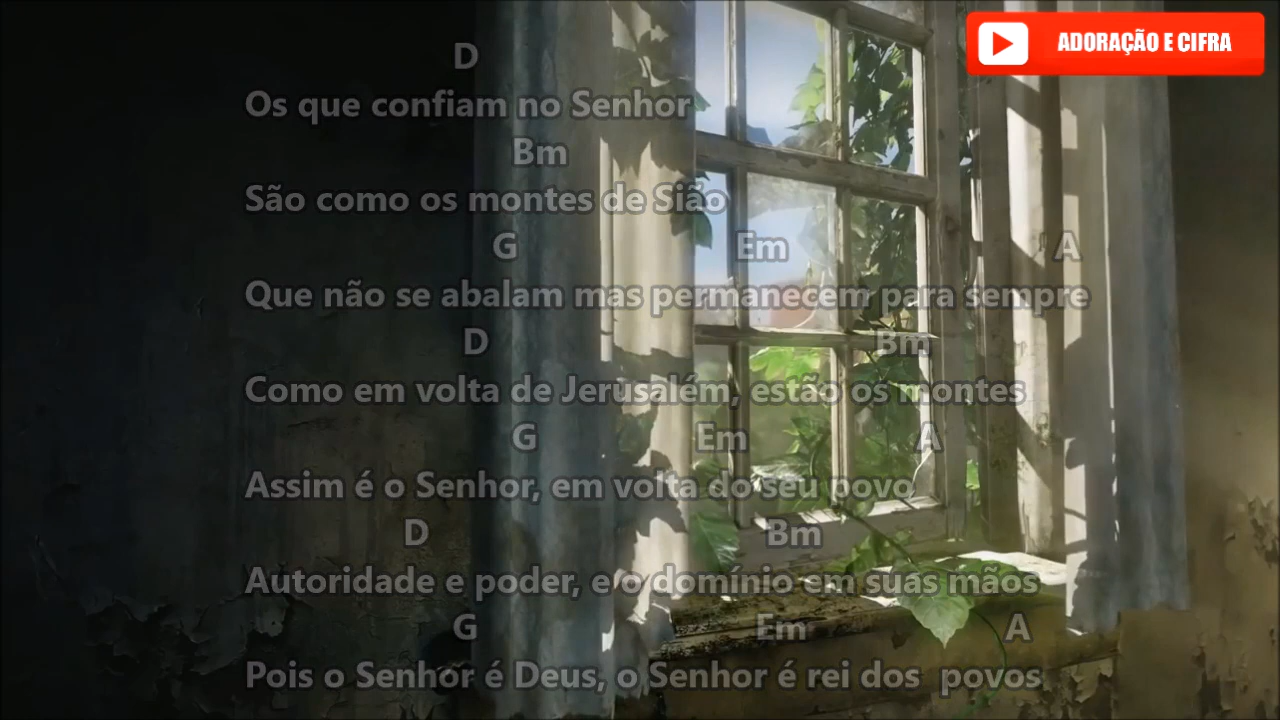 ADORAÇÃO E CIFRA
D
Os que confiam no Senhor
Bm
São como os montes de Sião
G Em A
Que não se abalam mas permanecem para sempre
D Bm
Como em volta de Jerusalém, estão os montes
G Em A
Assim é o Senhor, em volta do seu povo
D Bm
Autoridade e poder, e o domínio em suas mãos
G Em A
Pois o Senhor é Deus, o Senhor é rei dos povos